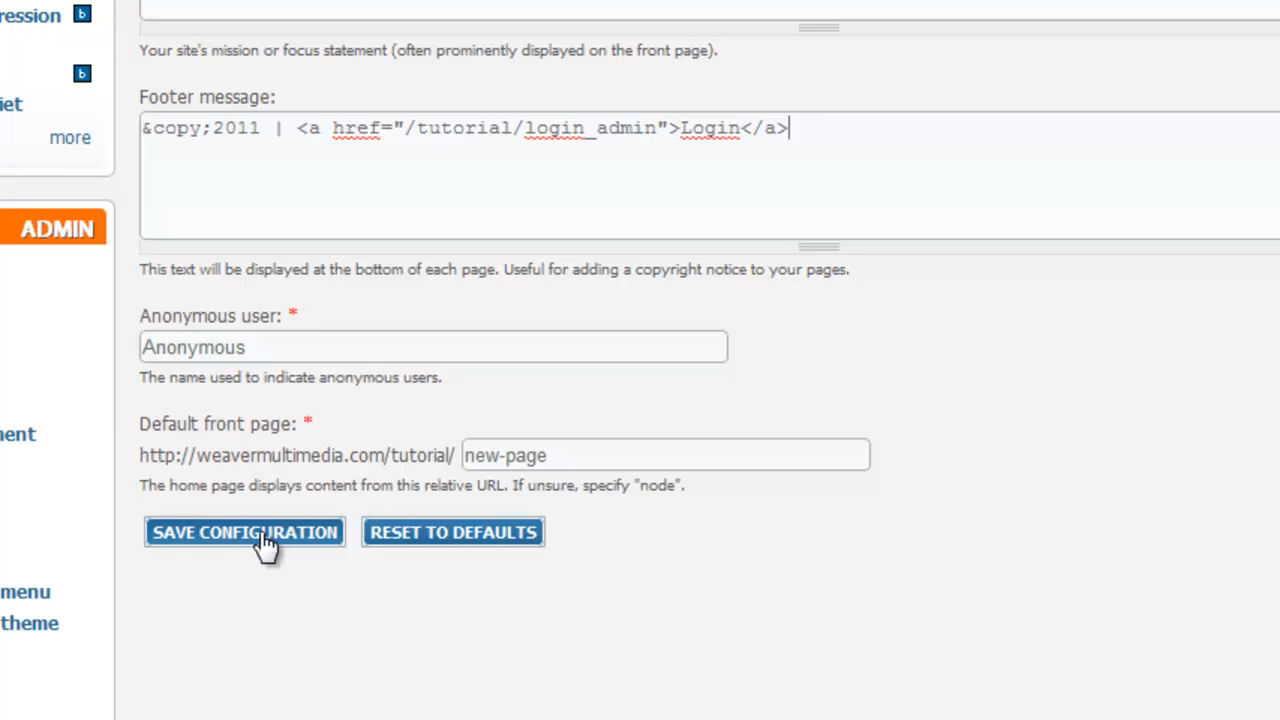 ression b
b
iet
more
ADMIN
nent
menu
theme
Your site's mission or focus statement (often prominently displayed on the front page).
Footer message:
&copy;2011 | <a href="/tutorial/login_admin">Login</a>
This text will be displayed at the bottom of each page. Useful for adding a copyright notice to your pages.
Anonymous user: *
Anonymous
The name used to indicate anonymous users.
Default front page: *
http://weavermultimedia.com/tutorial/ new-page
The home page displays content from this relative URL. If unsure, specify "node".
SAVE CONFIGURATION RESET TO DEFAULTS